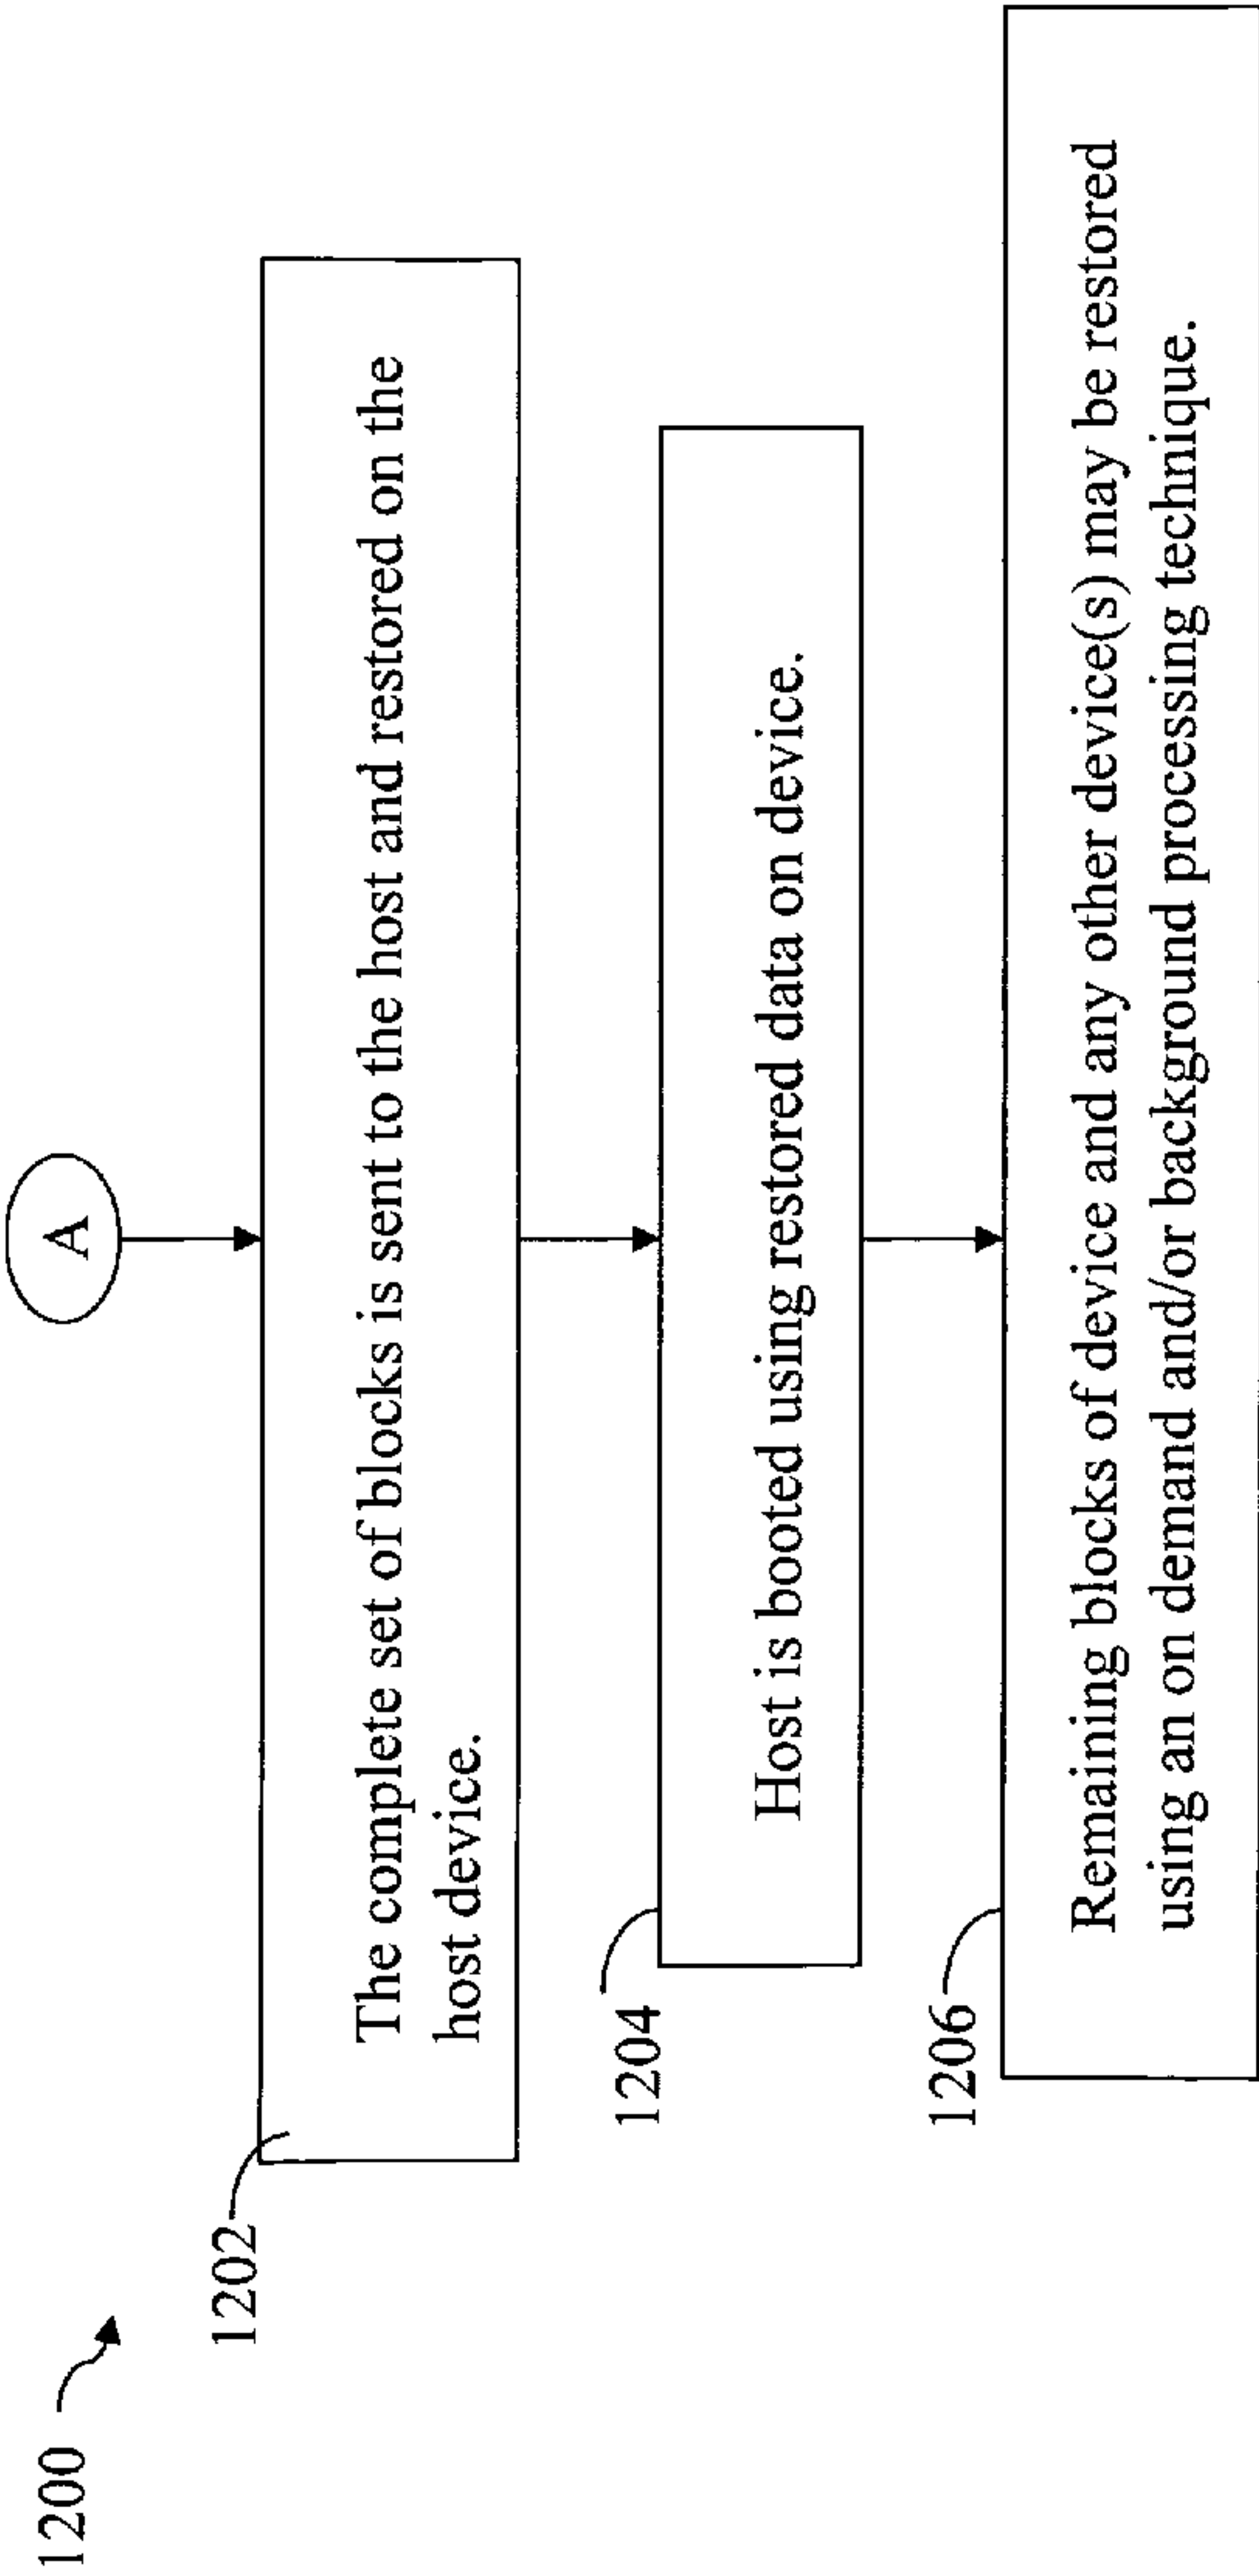 1200
A
1202
The complete set of blocks is sent to the host and restored on the
host device.
1204
Host is booted using restored data on device.
1206
Remaining blocks of device and any other device(s) may be restored
using an on demand and/or background processing technique.